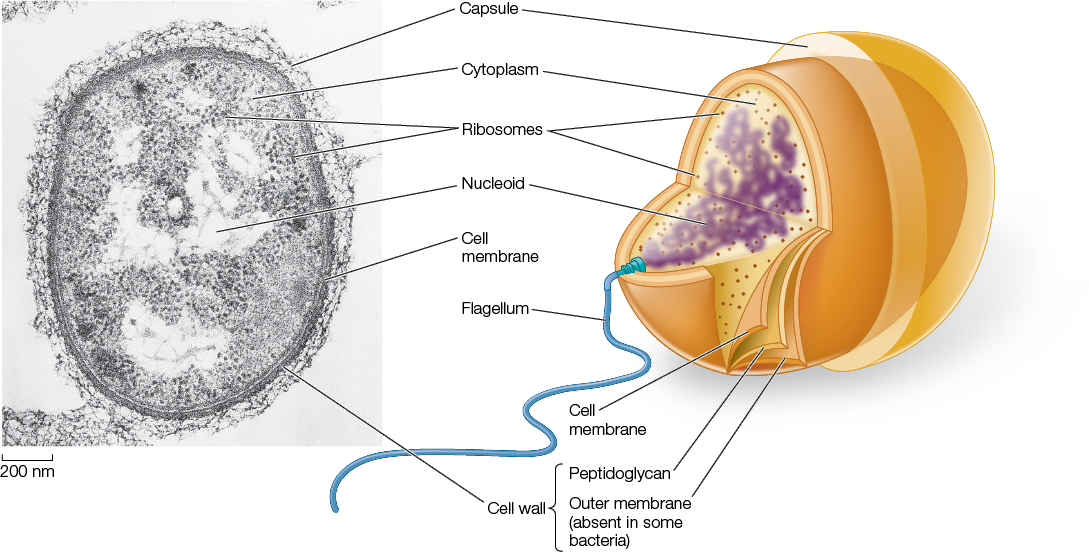 Capsule
Cytoplasm
Ribosomes
Nucleoid
Cell
membrane
Flagellum
Cell
membrane
200 nm
Peptidoglycan
Cell wall
Outer membrane
(absent in some
bacteria)